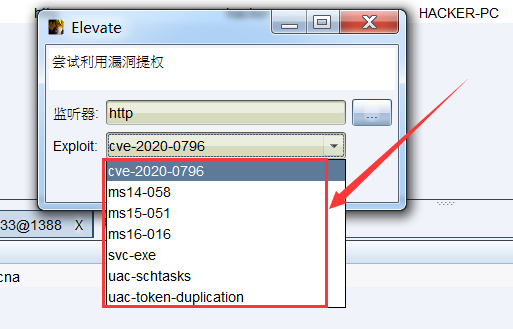 HACKER-PC
Elevate
尝试利用漏洞提权
监听器: http ...
Exploit: cve-2020-0796
cve-2020-0796
ms14-058
ms15-051
ms16-016
svc-exe
uac-schtasks
uac-token-duplication
33@1388 X
cna